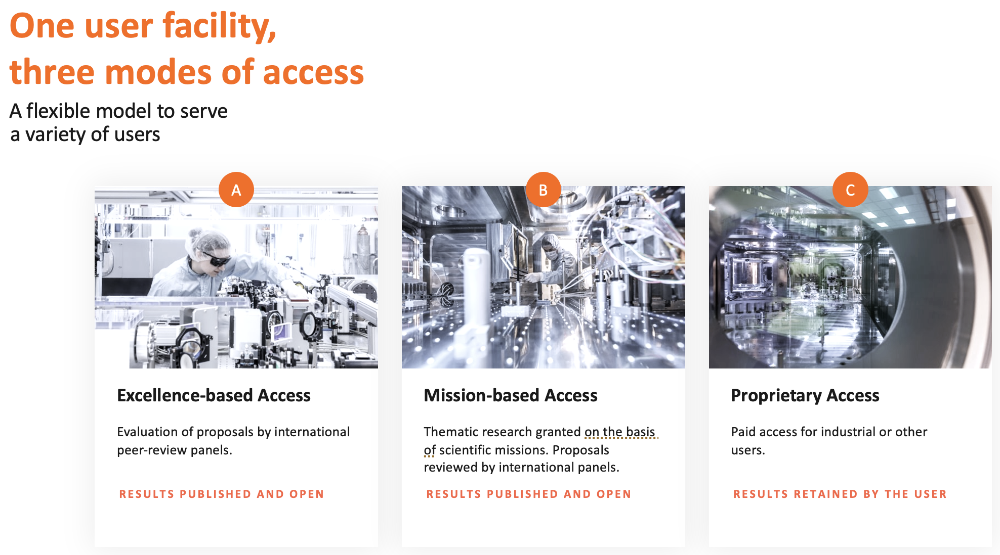 One user facility,
three modes of access
A flexible model to serve
a variety of users
A
Excellence-based Access
Evaluation of proposals by international
peer-review panels.
RESULTS PUBLISHED AND OPEN
B
Mission-based Access
Thematic research granted on the basis
of scientific missions. Proposals
reviewed by international panels.
RESULTS PUBLISHED AND OPEN
C
Proprietary Access
Paid access for industrial or other
users.
RESULTS RETAINED BY THE USER